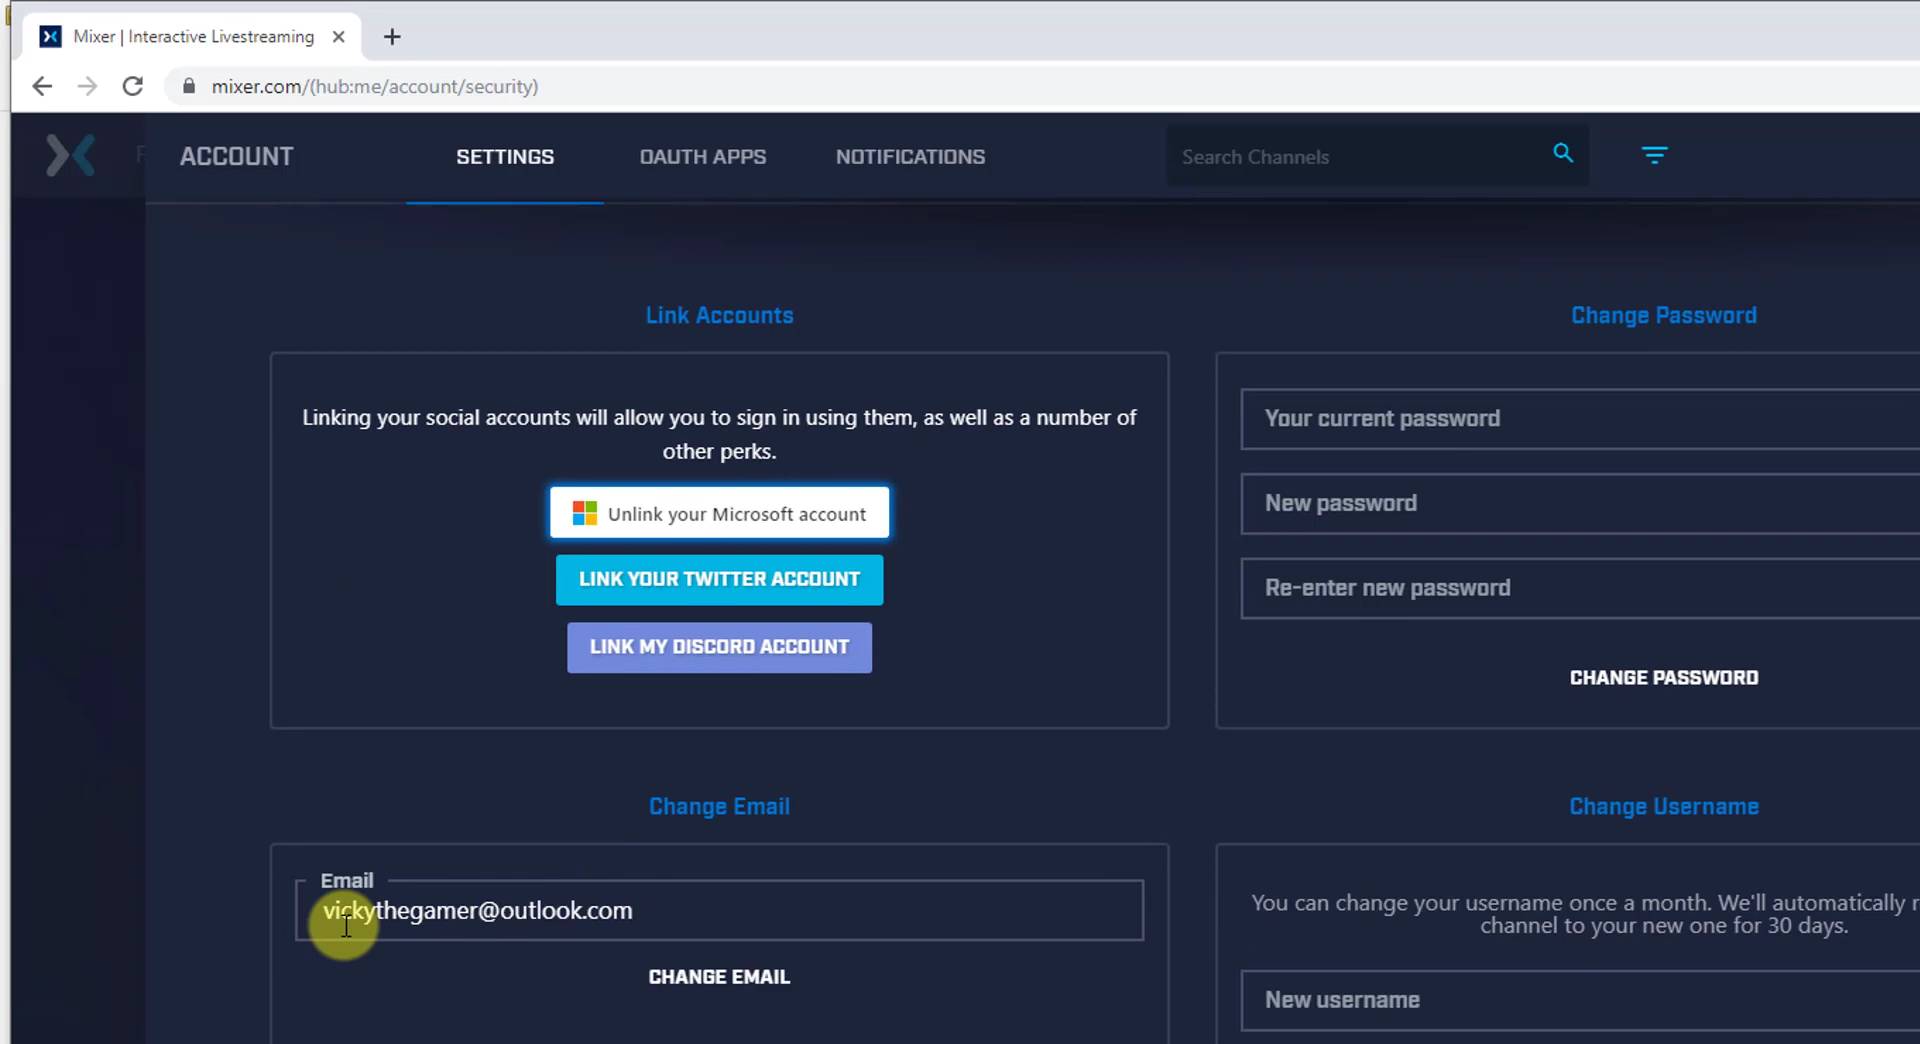 Mixer | Interactive Livestreaming
mixer.com/(hub:me/account/security)
ACCOUNT SETTINGS OAUTH APPS NOTIFICATIONS Search Channels
Link Accounts
Linking your social accounts will allow you to sign in using them, as well as a number of
other perks.
Unlink your Microsoft account
LINK YOUR TWITTER ACCOUNT
LINK MY DISCORD ACCOUNT
Change Password
Your current password
New password
Re-enter new password
CHANGE PASSWORD
Change Email
Email
vickythegamer@outlook.com
CHANGE EMAIL
Change Username
You can change your username once a month. We'll automatically r
channel to your new one for 30 days.
New username